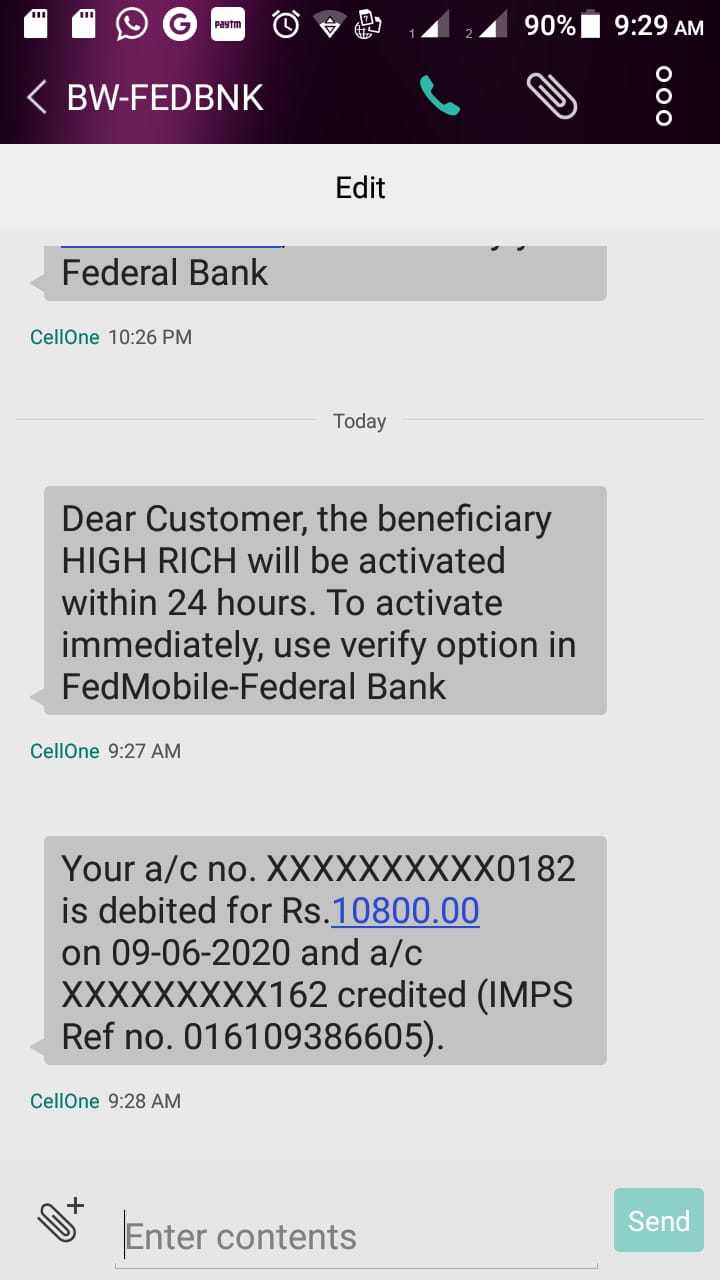 Paytm
1
2
90%
9:29 AM
BW-FEDBNK
Edit
Federal Bank
CellOne 10:26 PM
Today
Dear Customer, the beneficiary
HIGH RICH will be activated
within 24 hours. To activate
immediately, use verify option in
FedMobile-Federal Bank
CellOne 9:27 AM
Your a/c no. XXXXXXXXXX0182
is debited for Rs.10800.00
on 09-06-2020 and a/c
XXXXXXXXX162 credited (IMPS
Ref no. 016109386605).
CellOne 9:28 AM
Enter contents
Send